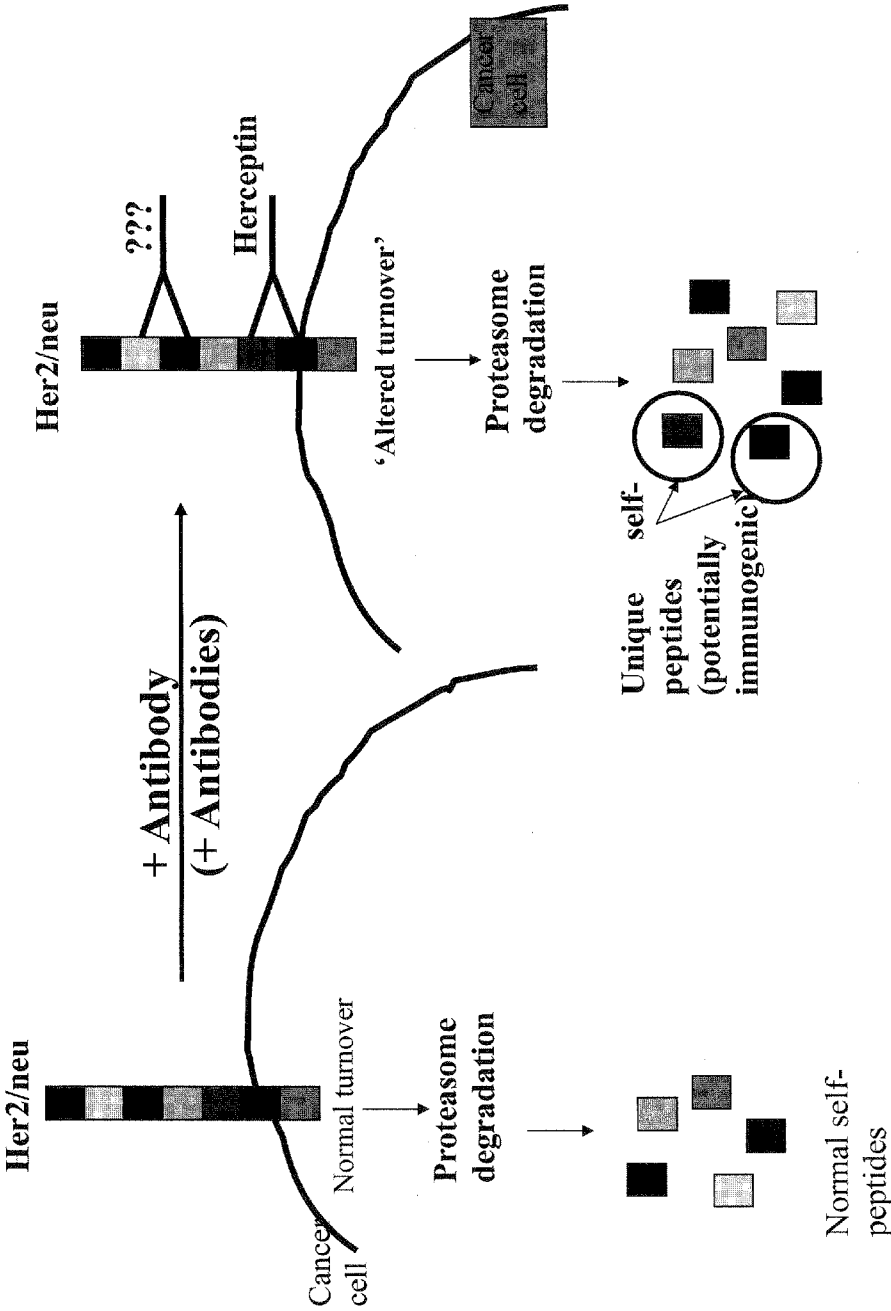 Her2/neu
Cancer
cell
Normal turnover
Proteasome
degradation
Normal self-
peptides
+ Antibody
(+ Antibodies)
Her2/neu
???
Herceptin
Cancer
cell
‘Altered turnover’
Proteasome
degradation
Unique self-
peptides
(potentially
immunogenic)